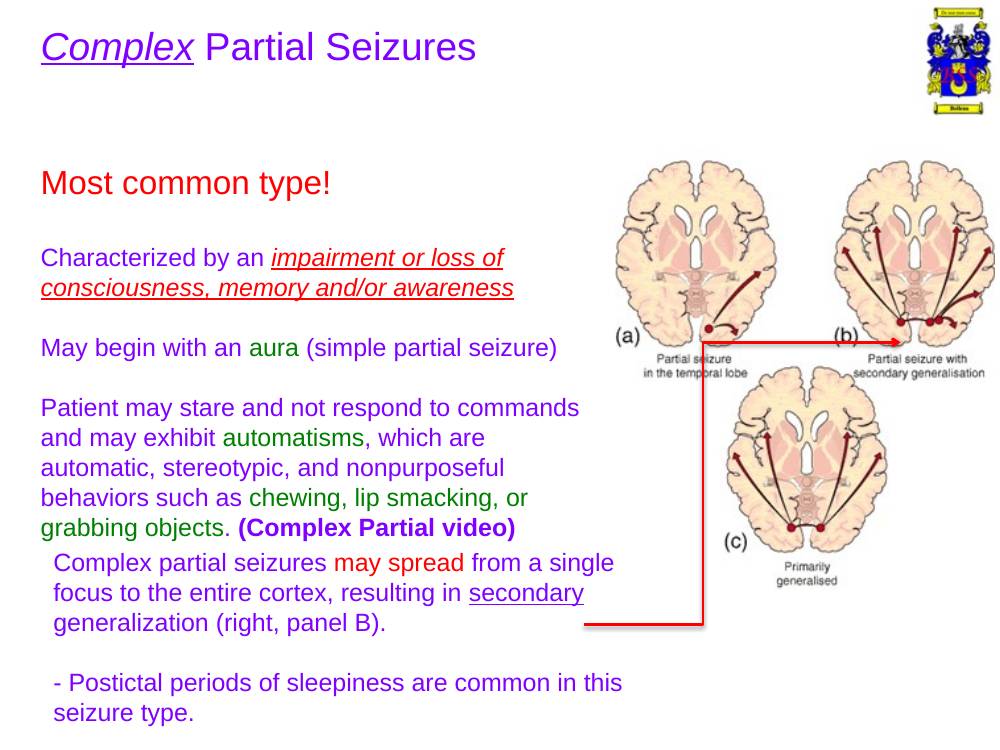 Complex Partial Seizures
Most common type!
Characterized by an impairment or loss of
consciousness, memory and/or awareness
May begin with an aura (simple partial seizure)
Patient may stare and not respond to commands
and may exhibit automatisms, which are
automatic, stereotypic, and nonpurposeful
behaviors such as chewing, lip smacking, or
grabbing objects. (Complex Partial video)
Complex partial seizures may spread from a single
focus to the entire cortex, resulting in secondary
generalization (right, panel B).
- Postictal periods of sleepiness are common in this
seizure type.
(a)
Partial seizure
in the temporal lobe
(b)
Partial seizure with
secondary generalisation
(c)
Primarily
generalised